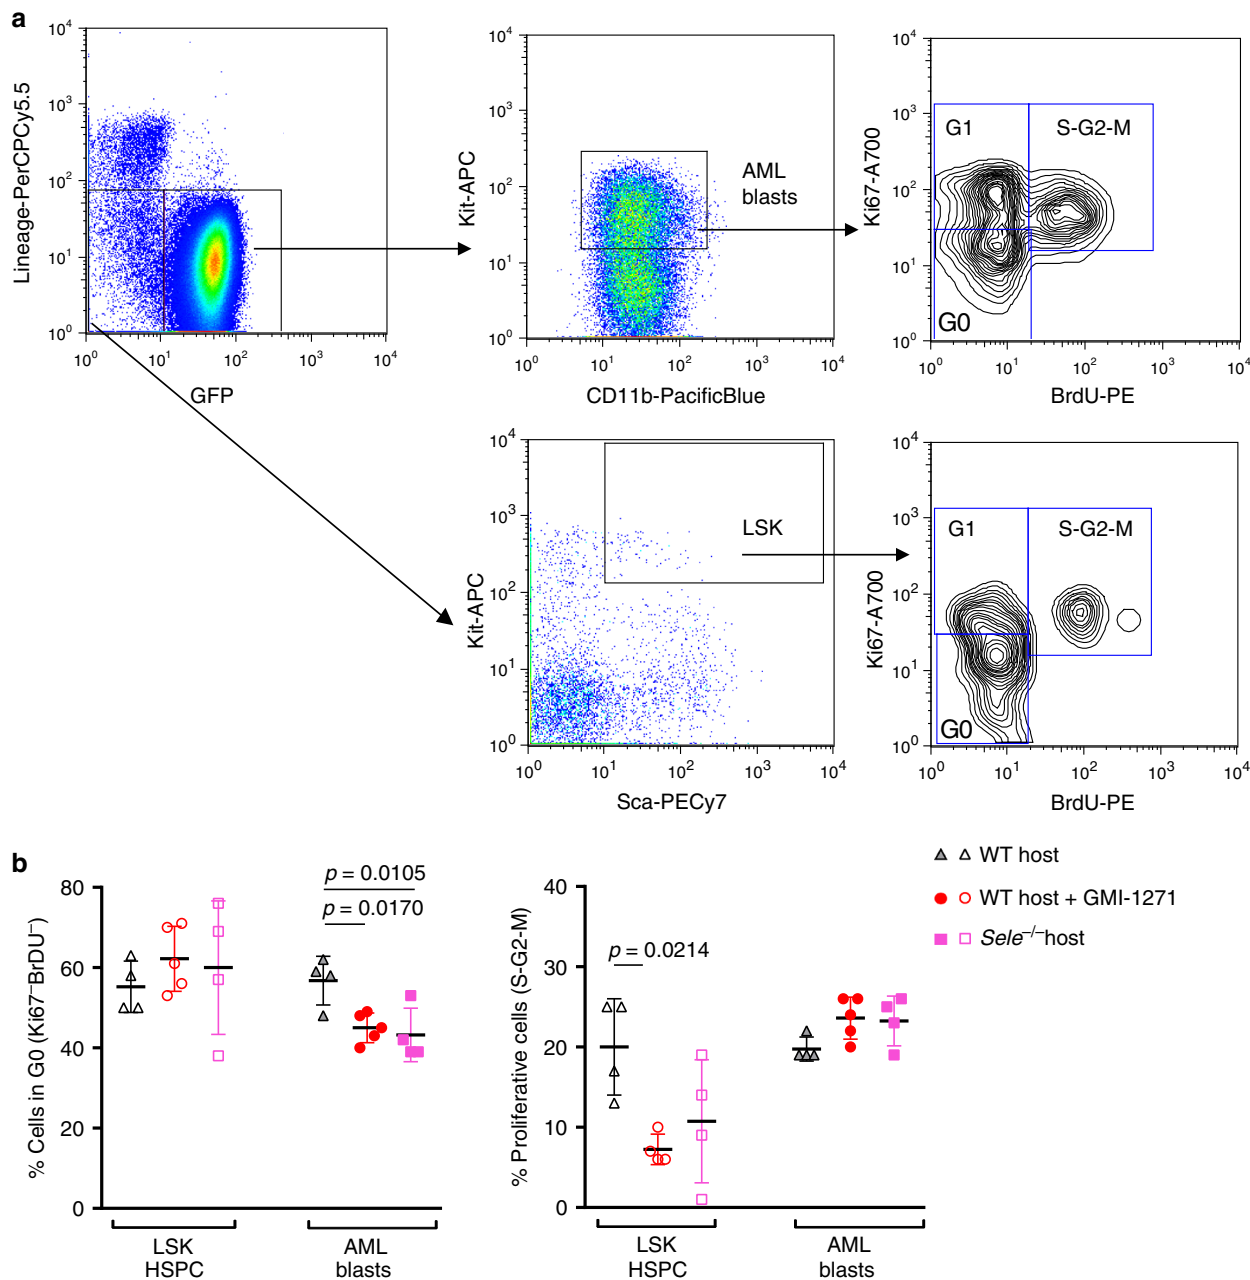 a
10⁴
10³
10²
10¹
10⁰
Lineage-PerCPCy5.5
10⁰ 10¹ 10² 10³ 10⁴
GFP
10⁴
10³
10²
10¹
10⁰
Kit-APC
AML
blasts
10⁰ 10¹ 10² 10³ 10⁴
CD11b-PacificBlue
10⁴
10³
10²
10¹
10⁰
Ki67-A700
G1
S-G2-M
G0
10⁰ 10¹ 10² 10³ 10⁴
BrdU-PE
10⁴
10³
10²
10¹
10⁰
Kit-APC
LSK
10⁰ 10¹ 10² 10³ 10⁴
Sca-PECy7
10⁴
10³
10²
10¹
10⁰
Ki67-A700
G1
S-G2-M
G0
10⁰ 10¹ 10² 10³ 10⁴
BrdU-PE
b
80
60
40
20
0
% Cells in G0 (Ki67⁻BrDU⁻)
p = 0.0105
p = 0.0170
LSK
HSPC
AML
blasts
40
30
20
10
0
% Proliferative cells (S-G2-M)
p = 0.0214
LSK
HSPC
AML
blasts
WT host
WT host + GMI-1271
Sele⁻/⁻host